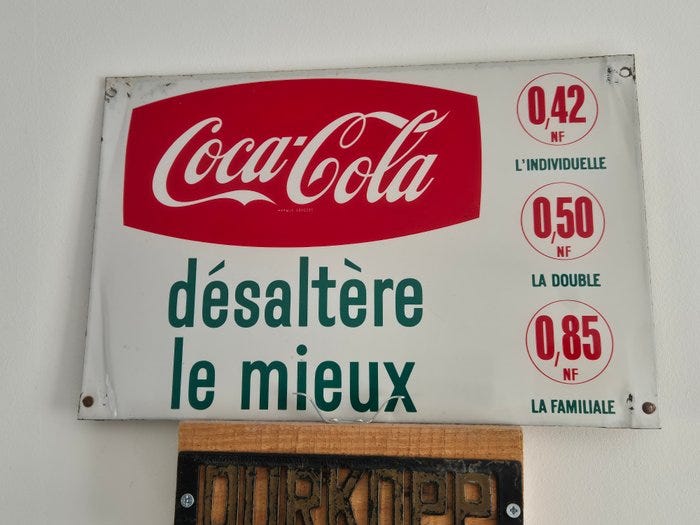 Coca-Cola
désaltère
le mieux
0,42
NF
L'INDIVIDUELLE
0,50
NF
LA DOUBLE
0,85
NF
LA FAMILIALE
DURKOPP